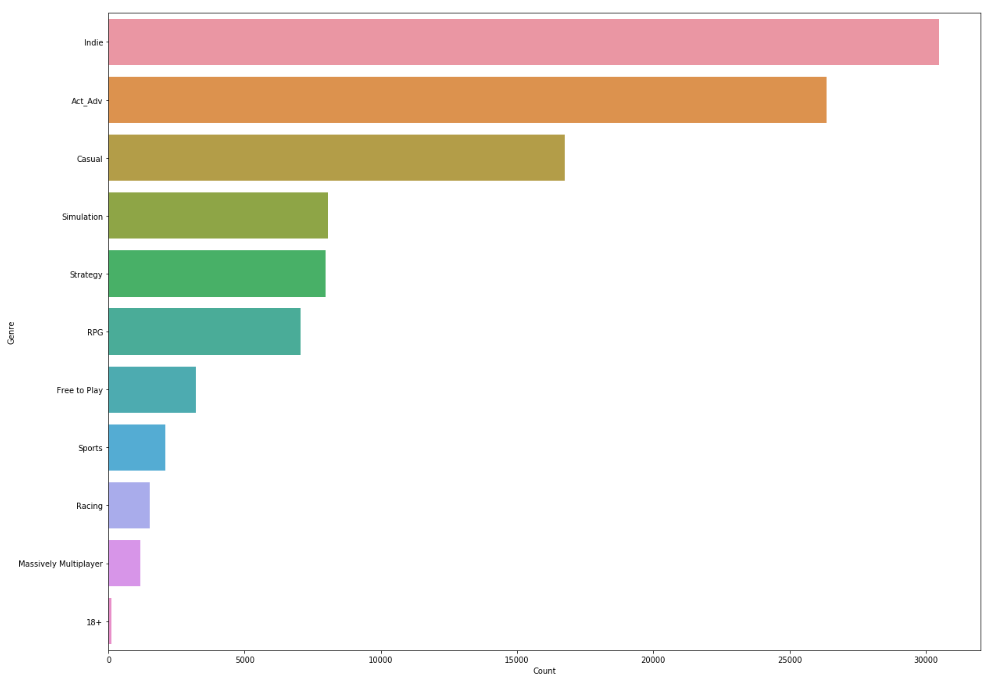 Indie
Act_Adv
Casual
Simulation
Strategy
RPG
Genre
Free to Play
Sports
Racing
Massively Multiplayer
18+
0 5000 10000 15000 20000 25000 30000
Count